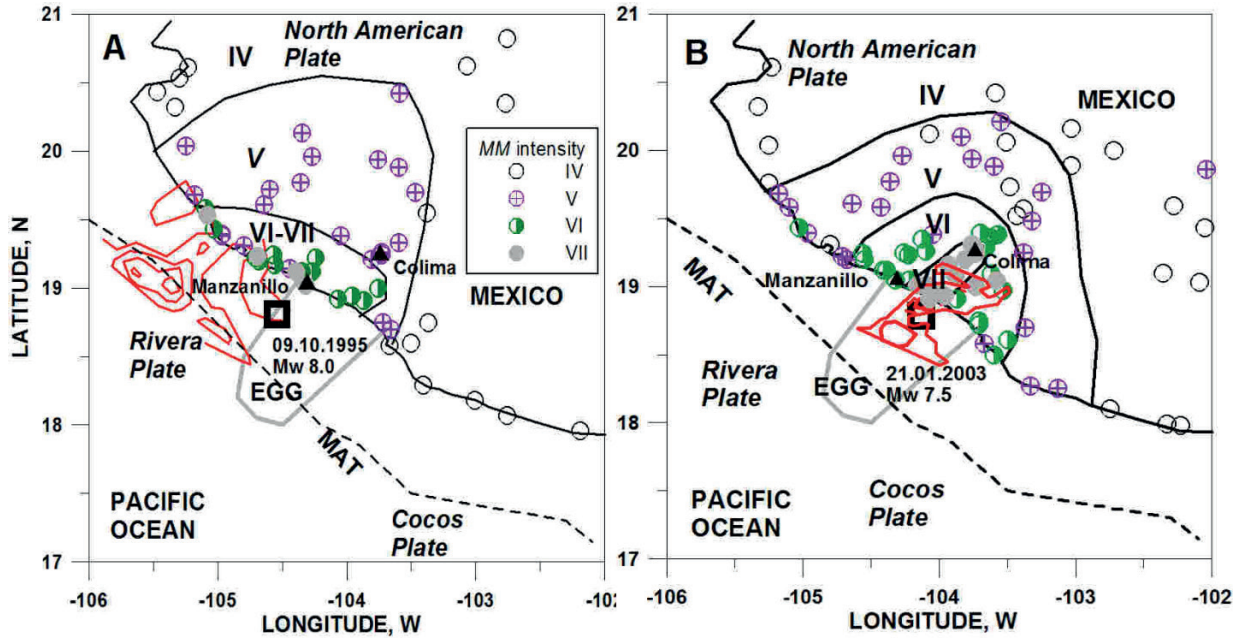 A
North American
Plate
IV
V
MM intensity
IV
V
VI
VII
VI-VII
Colima
Manzanillo
MEXICO
Rivera
Plate
09.10.1995
Mw 8.0
EGG
MAT
PACIFIC
OCEAN
Cocos
Plate
21
20
19
18
17
LATITUDE, N
-106
-105
-104
-103
-102
LONGITUDE, W
B
North American
Plate
IV
MEXICO
V
VI
Manzanillo
VII
Colima
MAT
Rivera
Plate
EGG
21.01.2003
Mw 7.5
PACIFIC
OCEAN
Cocos
Plate
21
20
19
18
17
-106
-105
-104
-103
-102
LONGITUDE, W